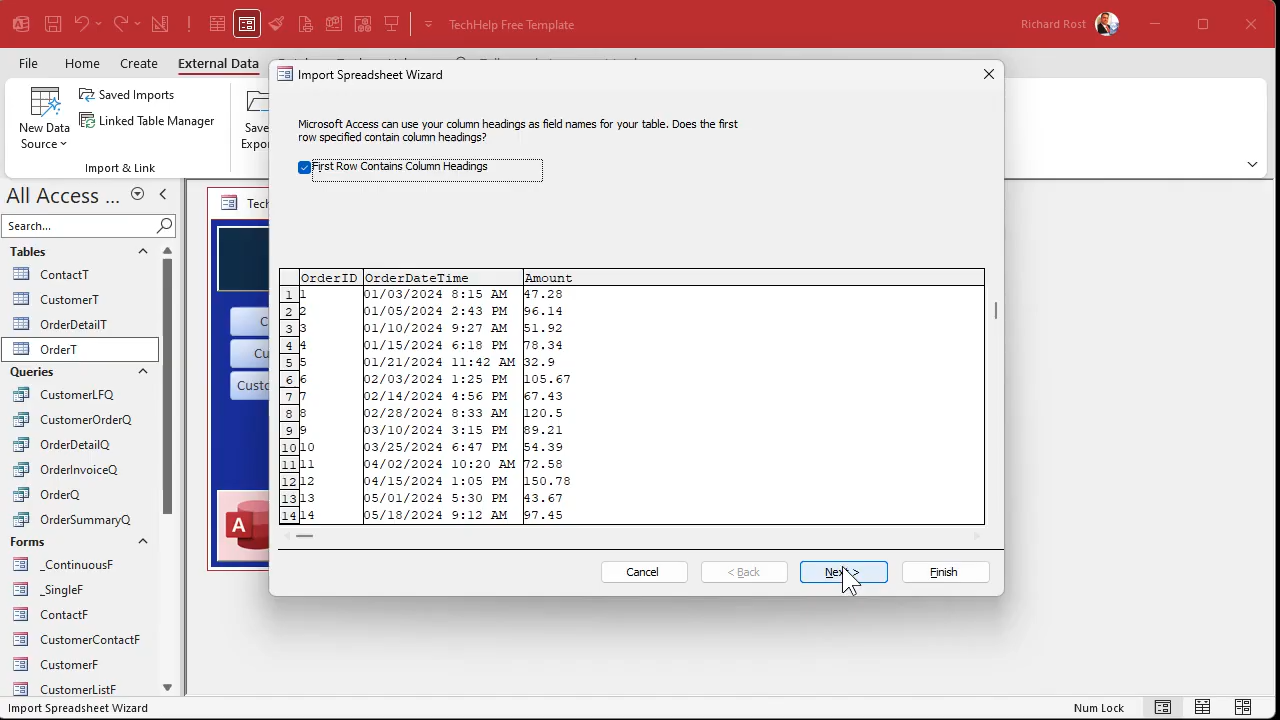 TechHelp Free Template
Richard Rost
File
Home
Create
External Data
Import Spreadsheet Wizard
New Data
Source
Saved Imports
Linked Table Manager
Import & Link
All Access ...
Search...
Tables
ContactT
CustomerT
OrderDetailT
OrderT
Queries
CustomerLFQ
CustomerOrderQ
OrderDetailQ
OrderInvoiceQ
OrderQ
OrderSummaryQ
Forms
_ContinuousF
_SingleF
ContactF
CustomerContactF
CustomerF
CustomerListF
A
Microsoft Access can use your column headings as field names for your table. Does the first
row specified contain column headings?
First Row Contains Column Headings
OrderID OrderDateTime Amount
1 1 01/03/2024 8:15 AM 47.28
2 2 01/05/2024 2:43 PM 96.14
3 3 01/10/2024 9:27 AM 51.92
4 4 01/15/2024 6:18 PM 78.34
5 5 01/21/2024 11:42 AM 32.9
6 6 02/03/2024 1:25 PM 105.67
7 7 02/14/2024 4:56 PM 67.43
8 8 02/28/2024 8:33 AM 120.5
9 9 03/10/2024 3:15 PM 89.21
10 10 03/25/2024 6:47 PM 54.39
11 11 04/02/2024 10:20 AM 72.58
12 12 04/15/2024 1:05 PM 150.78
13 13 05/01/2024 5:30 PM 43.67
14 14 05/18/2024 9:12 AM 97.45
Cancel
< Back
Next >
Finish
Import Spreadsheet Wizard
Num Lock